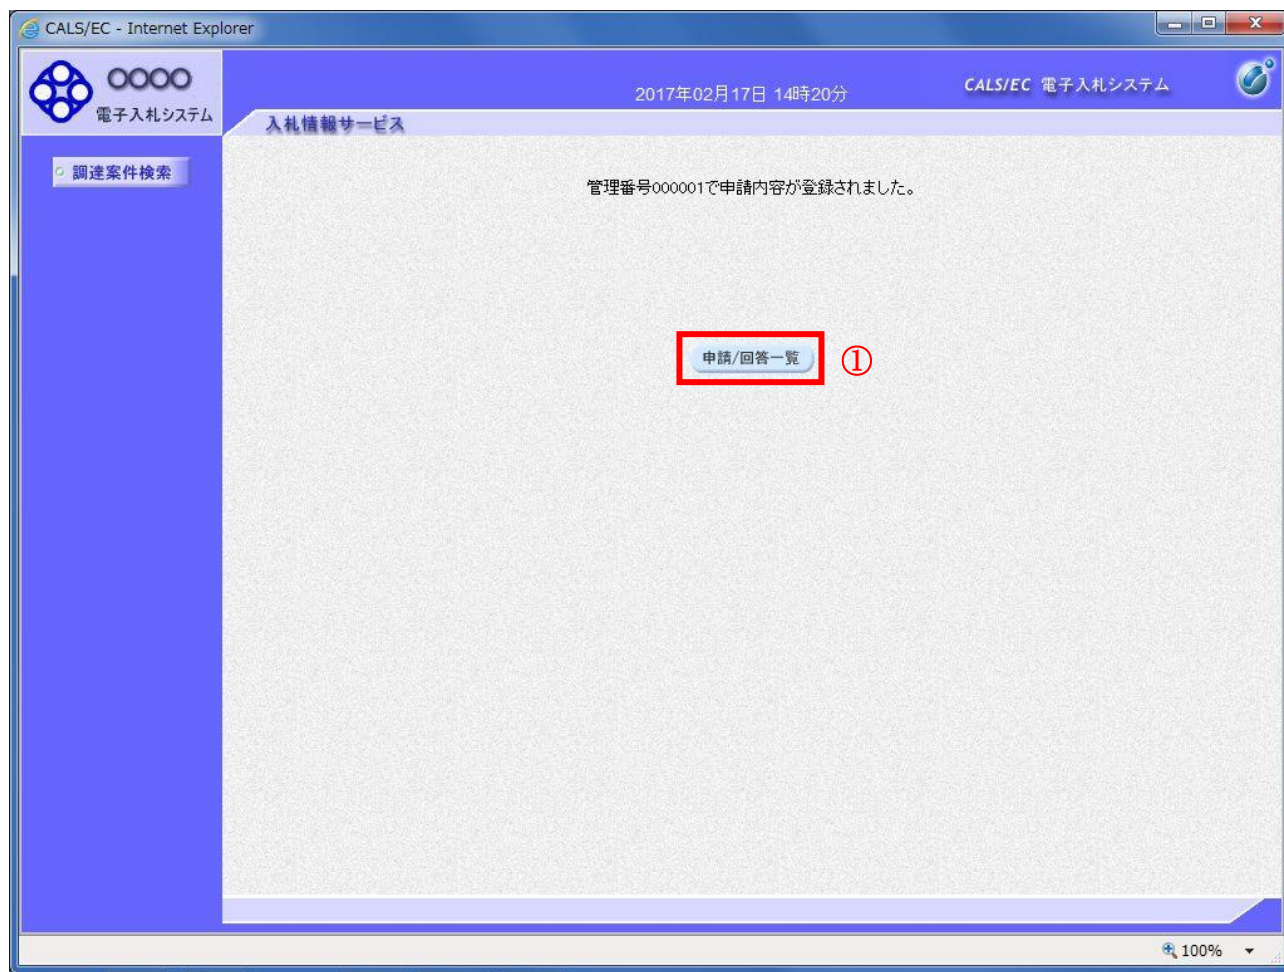 CALS/EC - Internet Explorer
○○○○
電子入札システム
2017年02月17日 14時20分
CALS/EC 電子入札システム
入札情報サービス
調達案件検索
管理番号000001で申請内容が登録されました。
申請/回答一覧
①
100%